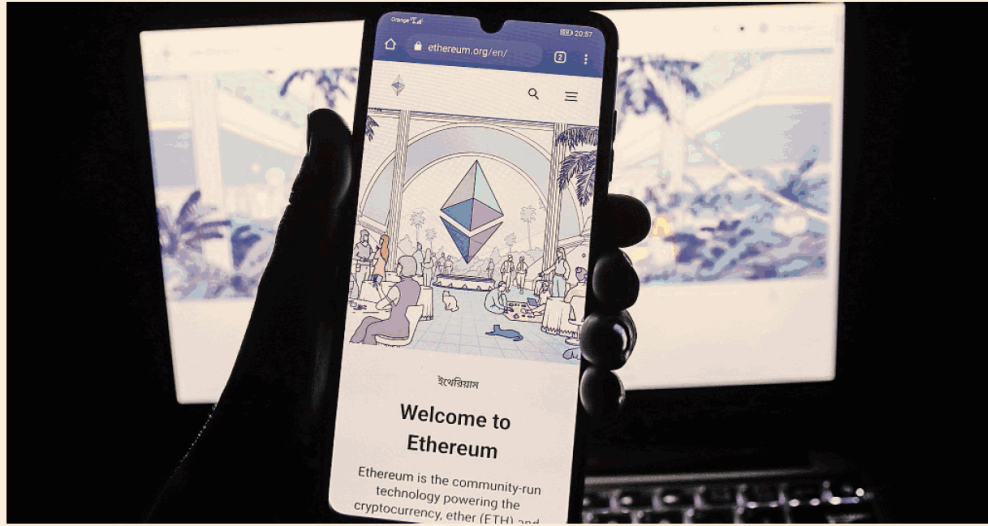 Orange
20:57
ethereum.org/en/
2
ইথেরিয়াম
Welcome to
Ethereum
Ethereum is the community-run
technology powering the
cryptocurrency, ether (ETH) and